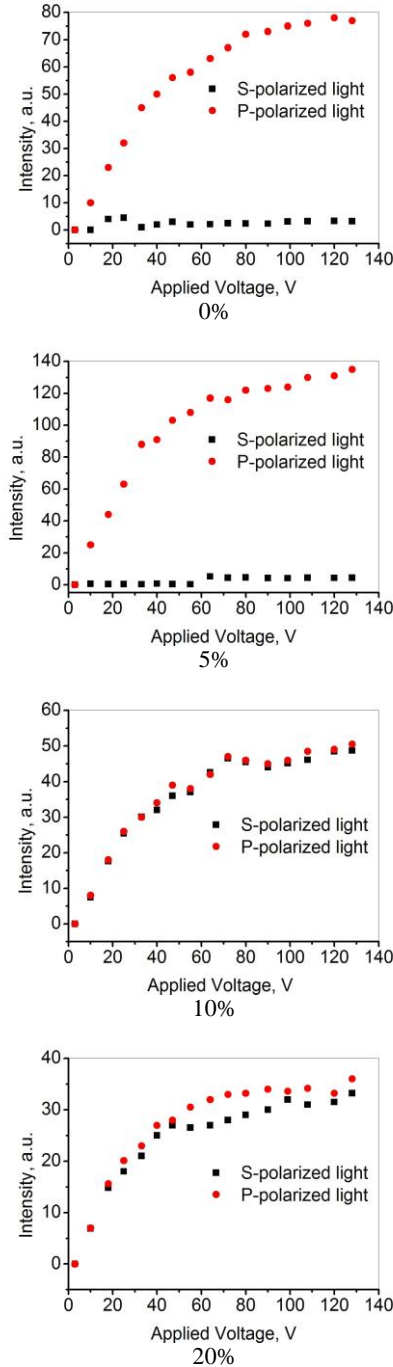 80
70
60
50
40
30
20
10
0
Intensity, a.u.
S-polarized light
P-polarized light
0 20 40 60 80 100 120 140
Applied Voltage, V
0%
140
120
100
80
60
40
20
0
Intensity, a.u.
S-polarized light
P-polarized light
0 20 40 60 80 100 120 140
Applied Voltage, V
5%
60
50
40
30
20
10
0
Intensity, a.u.
S-polarized light
P-polarized light
0 20 40 60 80 100 120 140
Applied Voltage, V
10%
40
30
20
10
0
Intensity, a.u.
S-polarized light
P-polarized light
0 20 40 60 80 100 120 140
Applied Voltage, V
20%